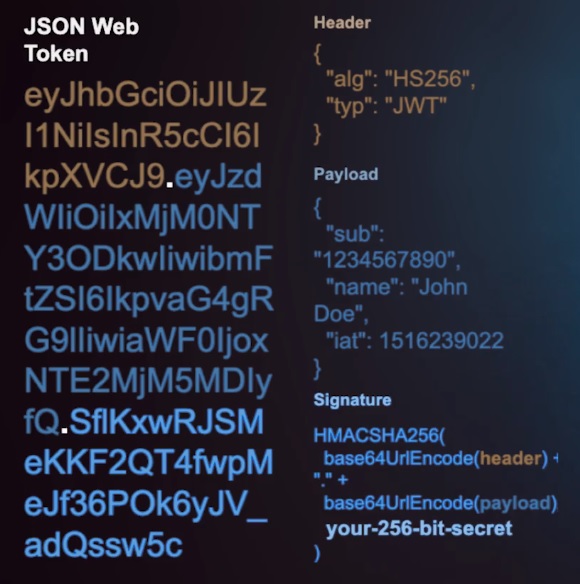 JSON Web
Token
eyJhbGciOiJIUz
I1NiIsInR5cCI6I
kpXVCJ9.eyJzd
WIiOiIxMjM0NT
Y3ODkwIiwibmF
tZSI6IkpvaG4gR
G9lIiwiaWF0Ijox
NTE2MjM5MDIy
fQ.SflKxwRJSM
eKKF2QT4fwpM
eJf36POk6yJV_
adQssw5c
Header
{
"alg": "HS256",
"typ": "JWT"
}
Payload
{
"sub":
"1234567890",
"name": "John
Doe",
"iat": 1516239022
}
Signature
HMACSHA256(
base64UrlEncode(header) +
"." +
base64UrlEncode(payload)
your-256-bit-secret
)